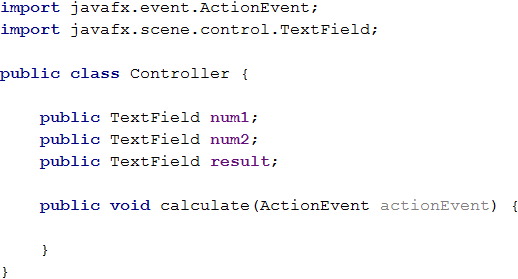 import javafx.event.ActionEvent;
import javafx.scene.control.TextField;
public class Controller {
public TextField num1;
public TextField num2;
public TextField result;
public void calculate(ActionEvent actionEvent) {
}
}